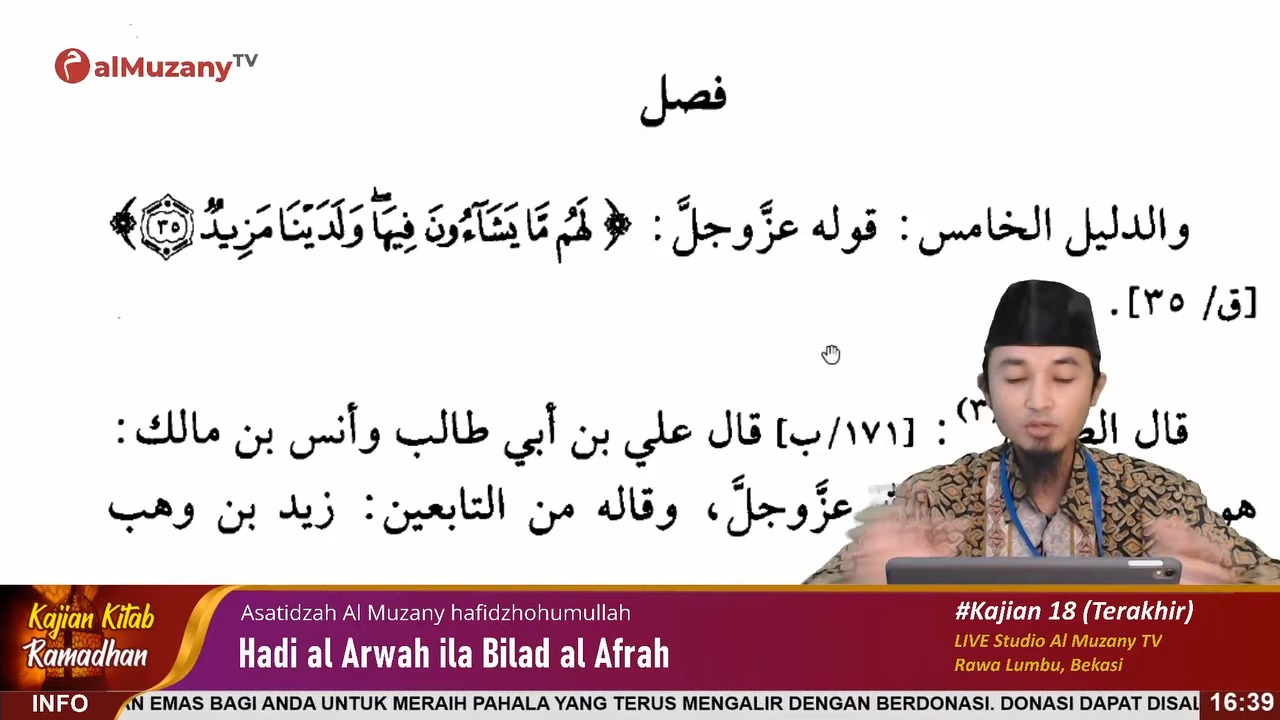 almuzanyTV
فصل
والدليل الخامس: قوله عزَّوجلَّ: ﴿لَهُم مَّا يَشَآءُونَ فِيهَا ۖ وَلَدَيْنَا مَزِيدٌ ۝٣٥﴾
[ق/ ٣٥].
قال : [١٧١/ب] قال علي بن أبي طالب وأنس بن مالك:
عزَّوجلَّ، وقاله من التابعين: زيد بن وهب
Kajian Kitab
Ramadhan
Asatidzah Al Muzany hafidzhohumullah
Hadi al Arwah ila Bilad al Afrah
#Kajian 18 (Terakhir)
LIVE Studio Al Muzany TV
Rawa Lumbu, Bekasi
INFO
EMAS BAGI ANDA UNTUK MERAIH PAHALA YANG TERUS MENGALIR DENGAN BERDONASI. DONASI DAPAT
16:39